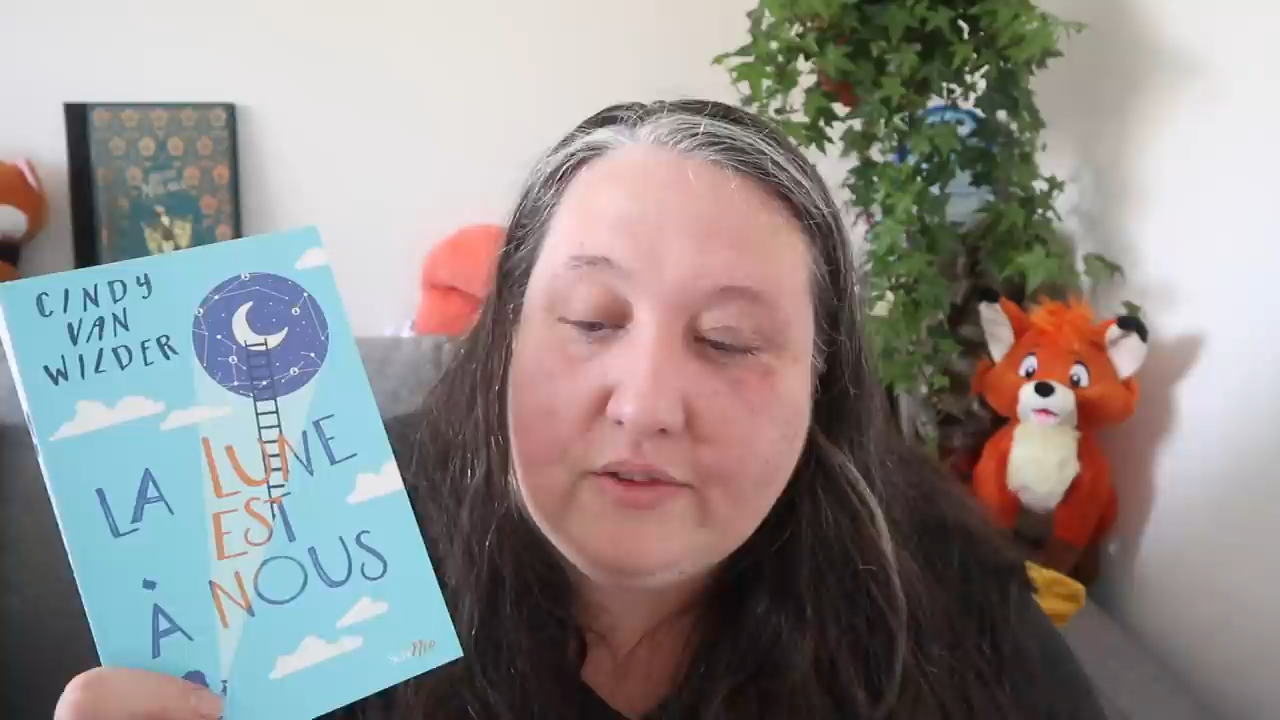 CINDY
VAN
WILDER
LA LUNE
EST
À NOUS